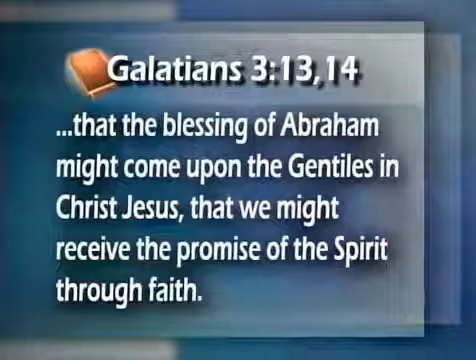 Galatians 3:13,14
...that the blessing of Abraham
might come upon the Gentiles in
Christ Jesus, that we might
receive the promise of the Spirit
through faith.